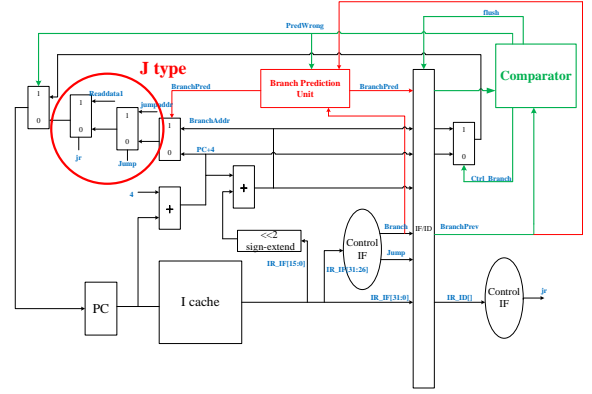 flush
PredWrong
J type
Comparator
Readdata1
BranchPred
Branch Prediction
Unit
BranchPred
1
0
1
0
jumpaddr
1
0
1
0
BranchAddr
1
0
jr
Jump
PC+4
Ctrl_Branch
4
+
+
<<2
sign-extend
Control
IF
Branch
IF/ID
BranchPrev
Jump
IR_IF[15:0]
IR_IF[31:26]
PC
I cache
IR_IF[31:0]
IR_ID[]
Control
IF
jr